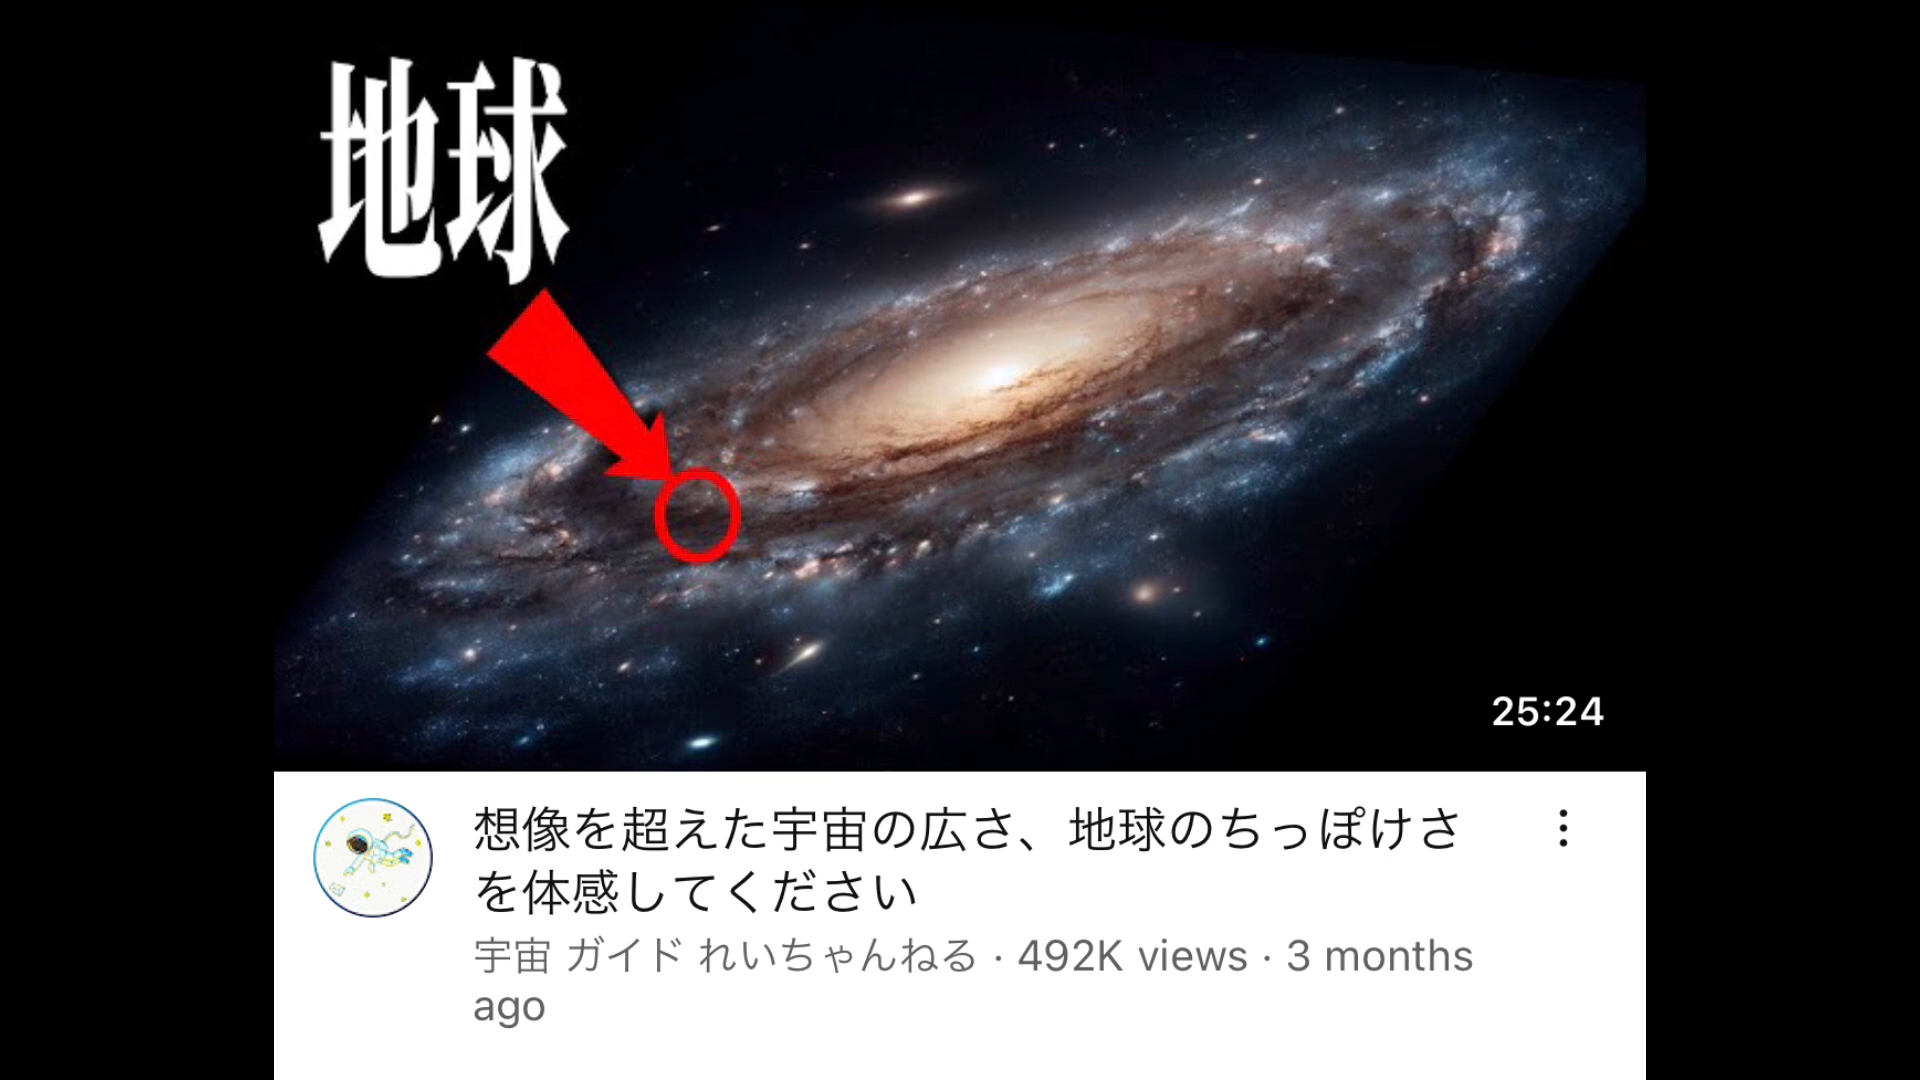 地球
25:24
想像を超えた宇宙の広さ、地球のちっぽけさ
を体感してください
宇宙 ガイド れいちゃんねる · 492K views · 3 months
ago